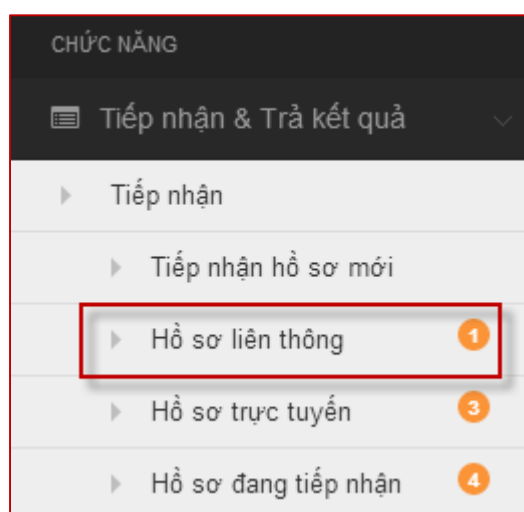 CHỨC NĂNG
Tiếp nhận & Trả kết quả
Tiếp nhận
Tiếp nhận hồ sơ mới
Hồ sơ liên thông 1
Hồ sơ trực tuyến 3
Hồ sơ đang tiếp nhận 4